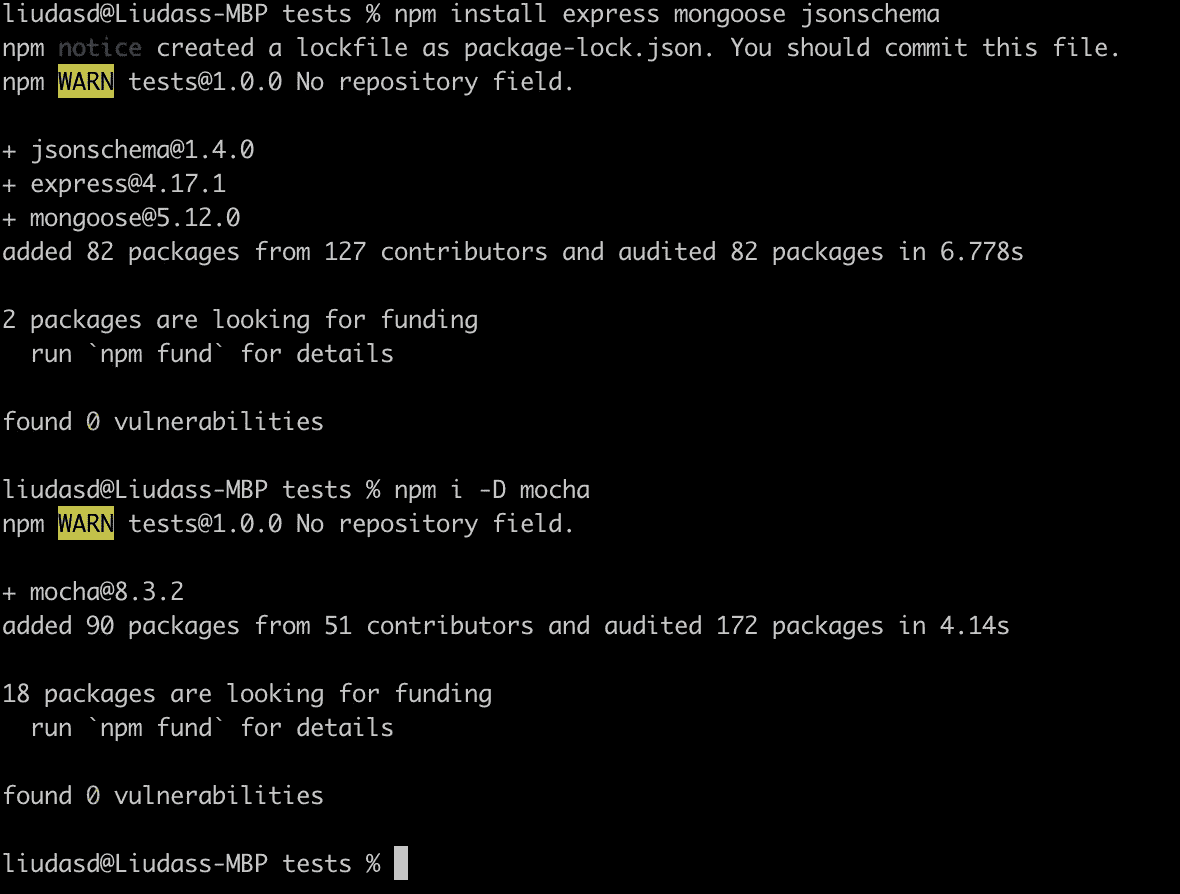 liudasd@Liudass-MBP tests % npm install express mongoose jsonschema
npm notice created a lockfile as package-lock.json. You should commit this file.
npm WARN tests@1.0.0 No repository field.
+ jsonschema@1.4.0
+ express@4.17.1
+ mongoose@5.12.0
added 82 packages from 127 contributors and audited 82 packages in 6.778s
2 packages are looking for funding
run `npm fund` for details
found 0 vulnerabilities
liudasd@Liudass-MBP tests % npm i -D mocha
npm WARN tests@1.0.0 No repository field.
+ mocha@8.3.2
added 90 packages from 51 contributors and audited 172 packages in 4.14s
18 packages are looking for funding
run `npm fund` for details
found 0 vulnerabilities
liudasd@Liudass-MBP tests %